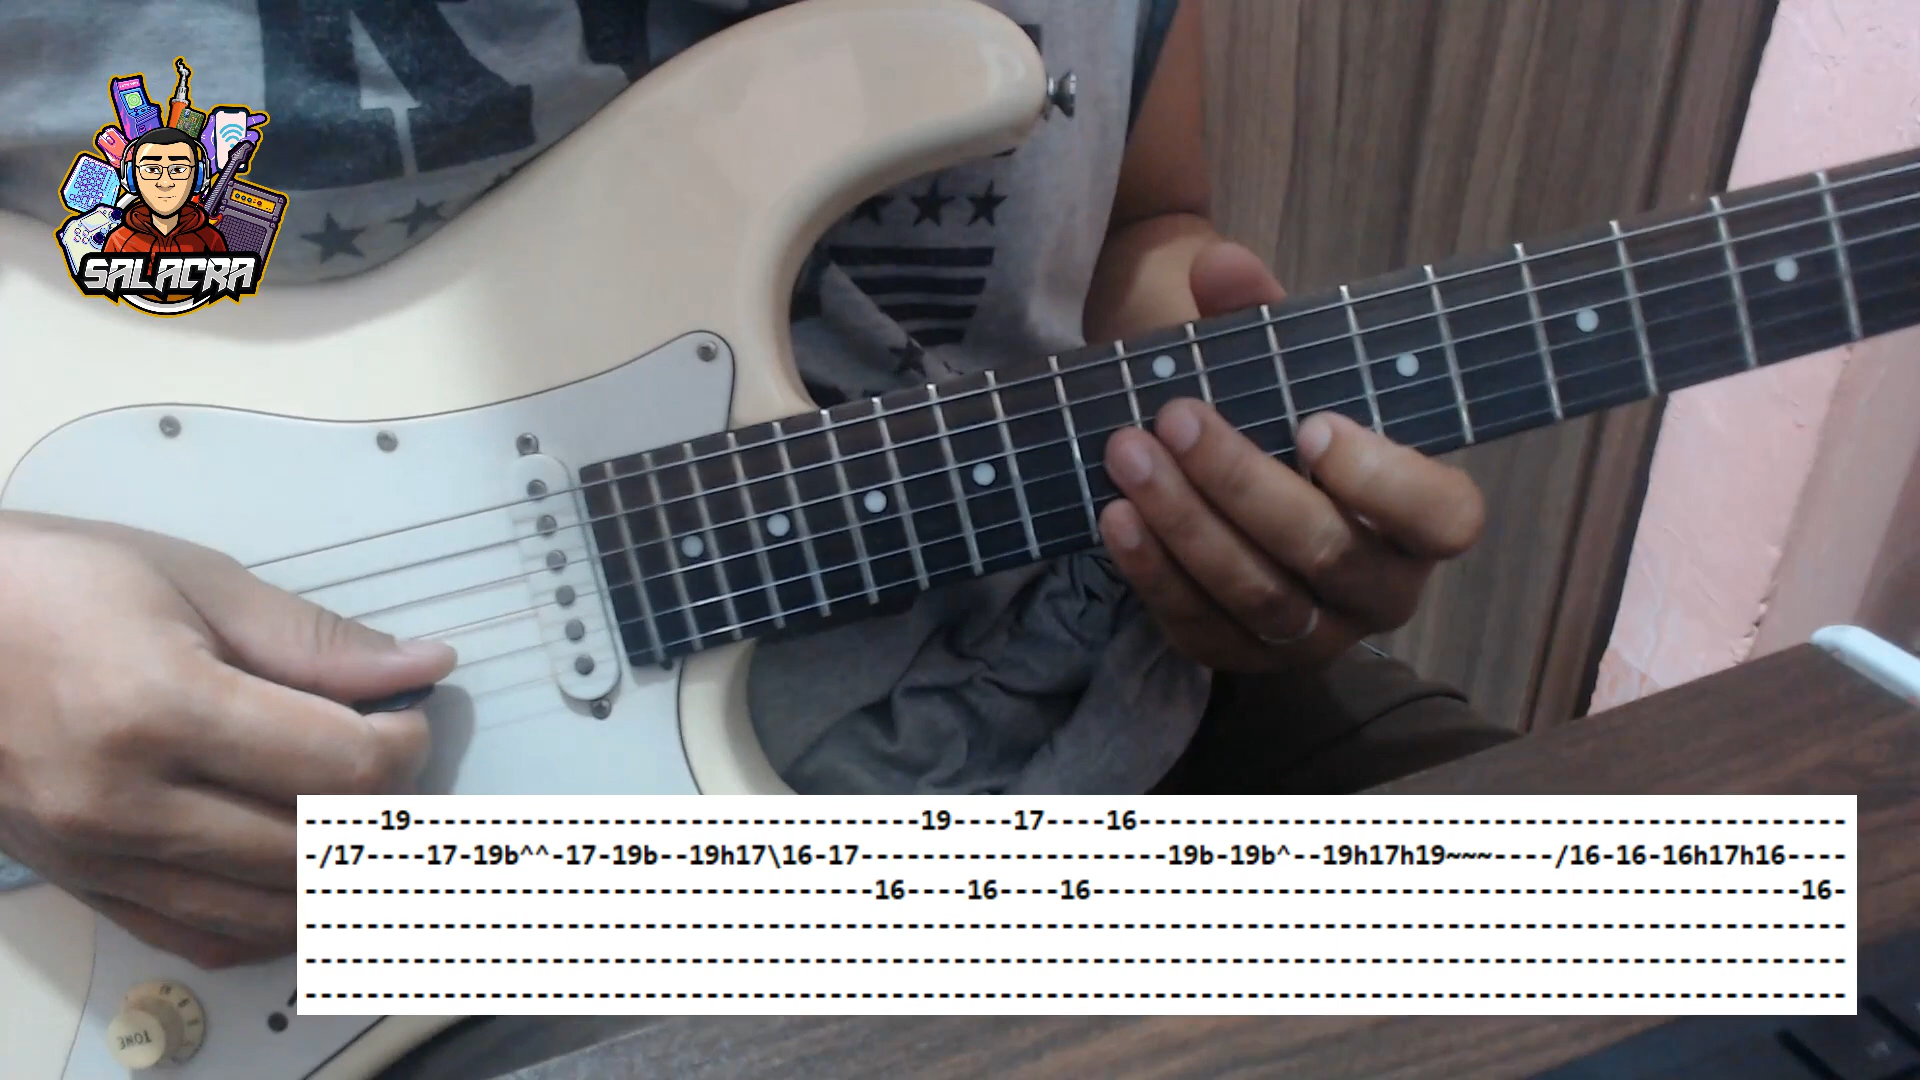 SALACRA
-----19---------------------------------19----17----16----------------------------------------------
-/17----17-19b^^-17-19b--19h17\16-17--------------------19b-19b^--19h17h19~~~----/16-16-16h17h16----
-------------------------------------16----16----16----------------------------------------------16-
----------------------------------------------------------------------------------------------------
----------------------------------------------------------------------------------------------------
----------------------------------------------------------------------------------------------------
TONE